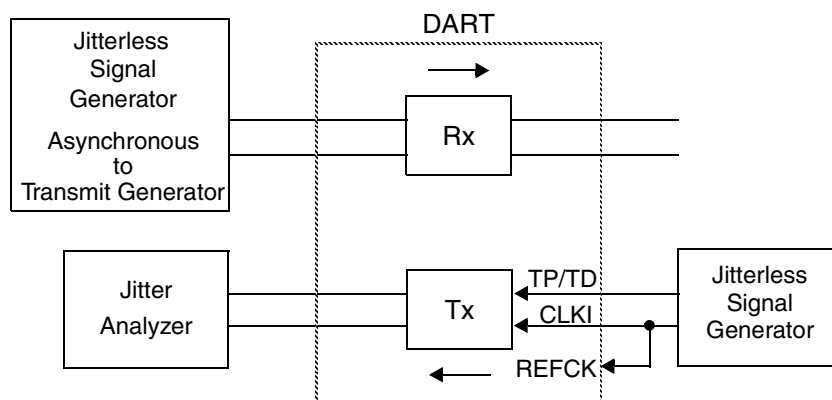 DART
Jitterless
Signal
Generator
Asynchronous
to
Transmit Generator
Rx
Jitter
Analyzer
Tx
TP/TD
CLKI
REFCK
Jitterless
Signal
Generator